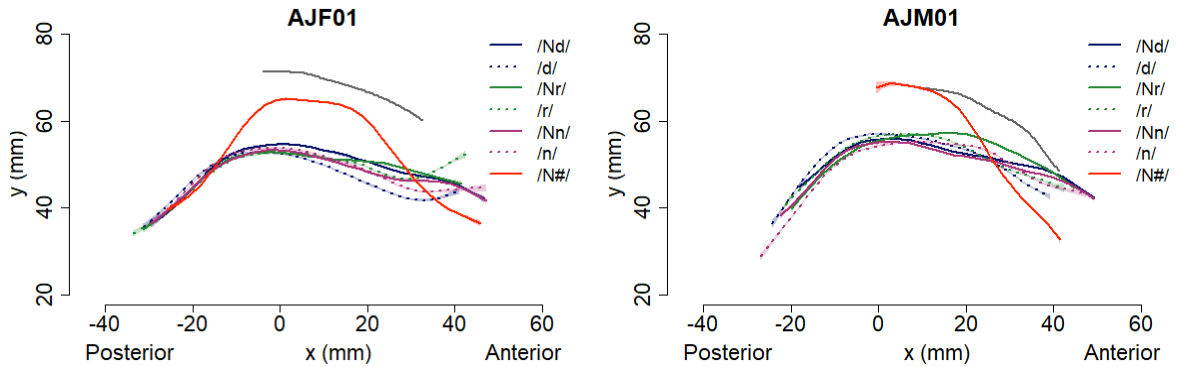 AJF01
80
60
40
20
y (mm)
/Nd/
/d/
/Nr/
/r/
/Nn/
/n/
/N#/
-40 -20 0 20 40 60
Posterior x (mm) Anterior
AJM01
80
60
40
20
y (mm)
/Nd/
/d/
/Nr/
/r/
/Nn/
/n/
/N#/
-40 -20 0 20 40 60
Posterior x (mm) Anterior